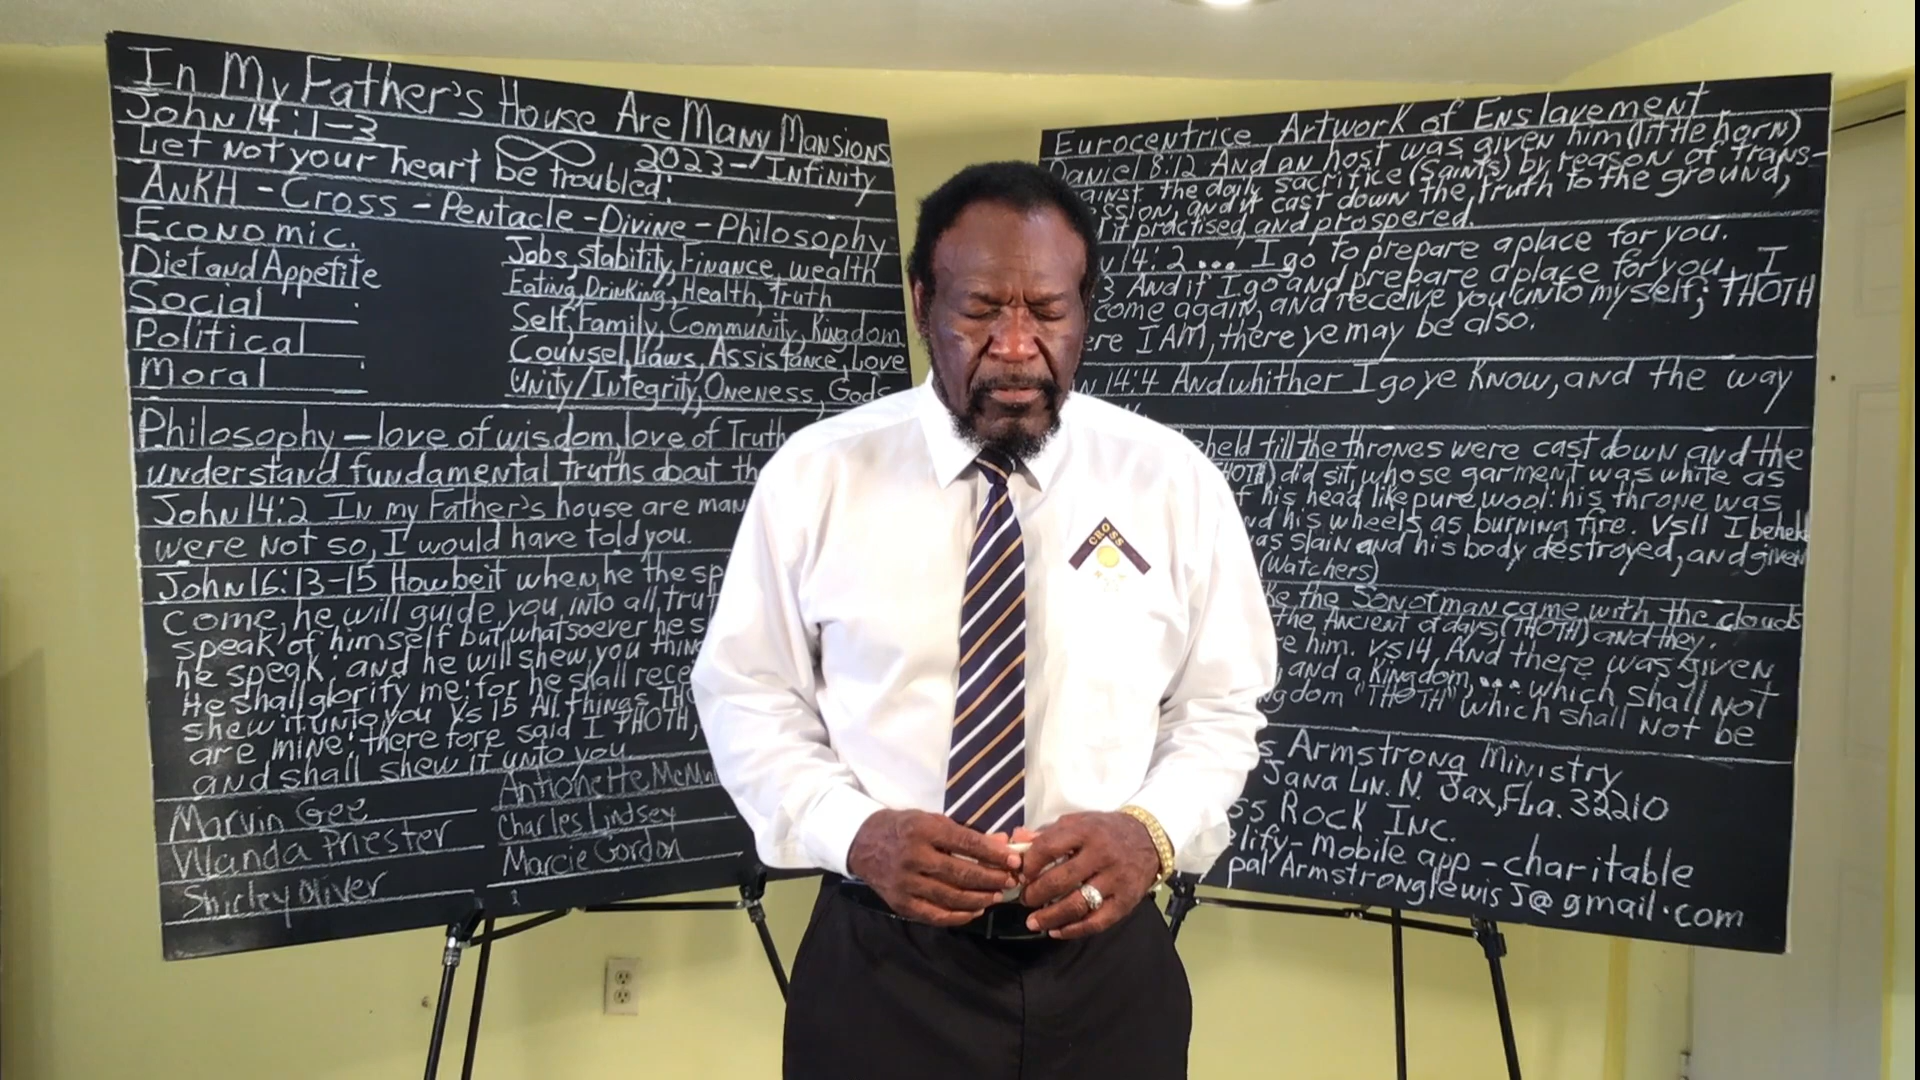 In My Father's House Are Many Mansions
John 14:1-3
2023- Infinity
Let Not your heart be troubled:
ANKH - Cross - Pentacle - Divine - Philosophy
Economic.
Jobs, stability, Finance, wealth
Diet and Appetite
Eating, Drinking, Health, Truth
Social
Self, Family, Community, Kingdom
Political
Counsel, Laws, Assistance, Love
Moral
Unity/Integrity, Oneness, Gods
Philosophy - love of wisdom, love of Truth
understand fundamental truths about th
John 14:2 In my Father's house are man
were Not so, I would have told you.
John 16:13-15 Howbeit when he the sp
come, he will guide you into all tru
speak of himself but whatsoever he s
he speak: and he will shew you thing
He shall glorify me: for he shall rece
shew it unto you Vs 15 All things THO
are mine: therefore said I THOTH,
and shall shew it unto you
Antionette McMul
Marvin Gee
Charles Lindsey
Wanda Priester
Marcie Gordon
Shirley Oliver
Eurocentrice Artwork of Enslavement
Daniel 8:12 And an host was given him (little horn)
ainst the daily sacrifice (Saints) by reason of trans-
ession, and it cast down the truth to the ground,
it practised, and prospered.
14:2 ... I go to prepare a place for you.
3 And if I go and prepare a place for you, I
come again, and receive you unto myself; THOTH
ere I AM, there ye may be also.
N 14:4 And whither I go ye Know, and the way
eheld till the thrones were cast down and the
OTH) did sit, whose garment was white as
f his head like pure wool: his throne was
nd his wheels as burning fire. Vs11 I beheld
as slain and his body destroyed, and given
(Watchers)
ke the Son of man came with the clouds
the Ancient of days, (THOTH) and they
e him. Vs14 And there was given
and a Kingdom, ... which shall Not
gdom "THOTH" which shall Not be
s Armstrong Ministry
Jana Ln. N. Jax, Fla. 32210
ss Rock Inc.
lify - mobile app - charitable
ypal ArmstronglewisJ@gmail.com
CROSS